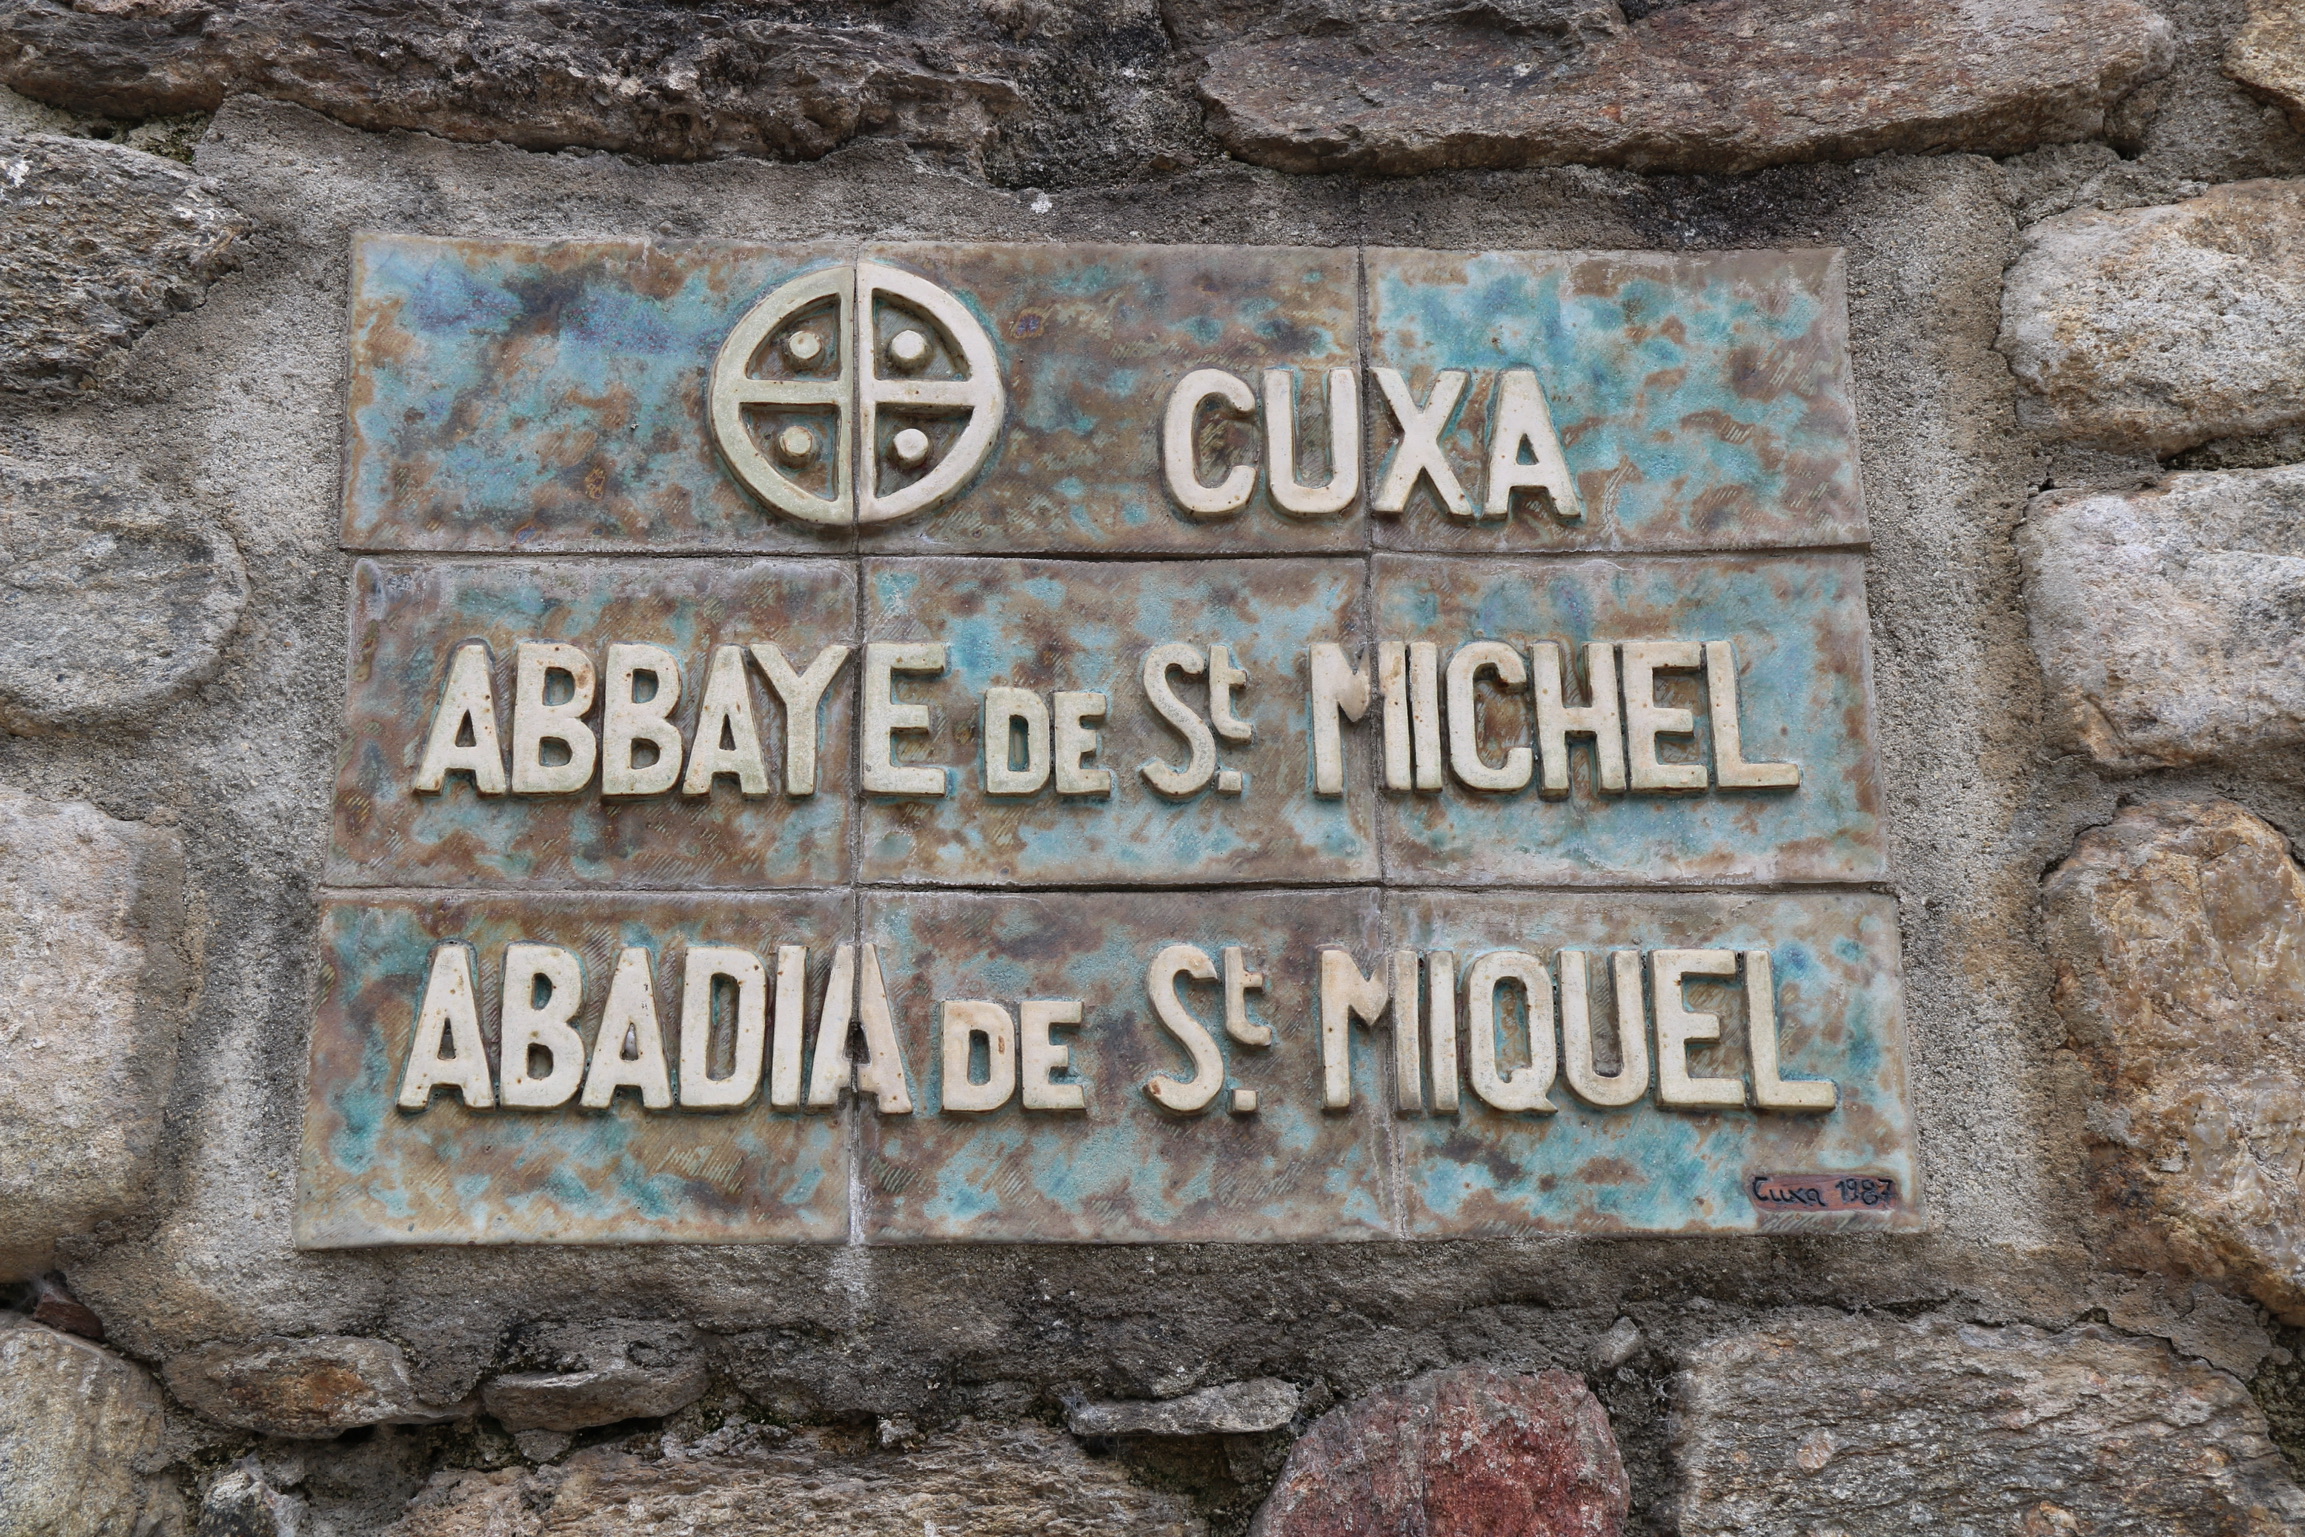 CUXA
ABBAYE DE St. MICHEL
ABADIA DE St. MIQUEL
Cuxa 1987